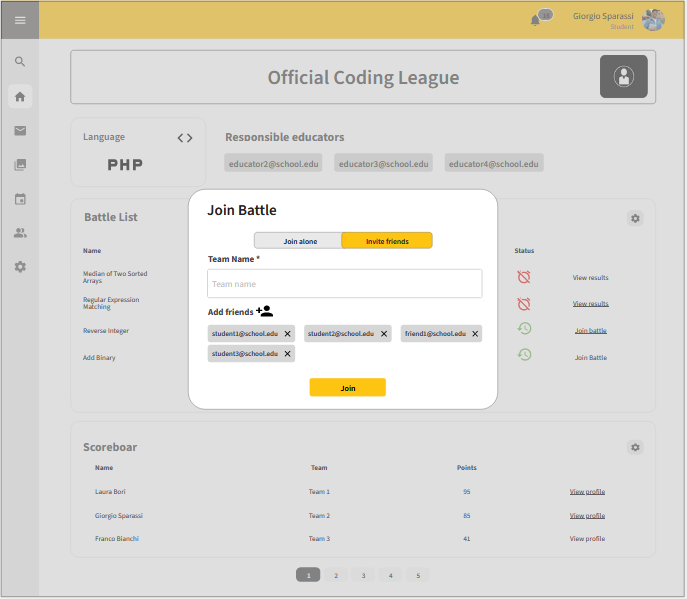 Giorgio Sparassi
Student
Official Coding League
Language
PHP
Responsible educators
educator2@school.edu educator3@school.edu educator4@school.edu
Battle List
Name Status
Median of Two Sorted
Arrays
View results
Regular Expression
Matching
View results
Reverse Integer Join battle
Add Binary Join Battle
Join Battle
Join alone Invite friends
Team Name *
Team name
Add friends
student1@school.edu student2@school.edu friend1@school.edu
student3@school.edu
Join
Scoreboar
Name Team Points
Laura Bori Team 1 95 View profile
Giorgio Sparassi Team 2 85 View profile
Franco Bianchi Team 3 41 View profile
1 2 3 4 5